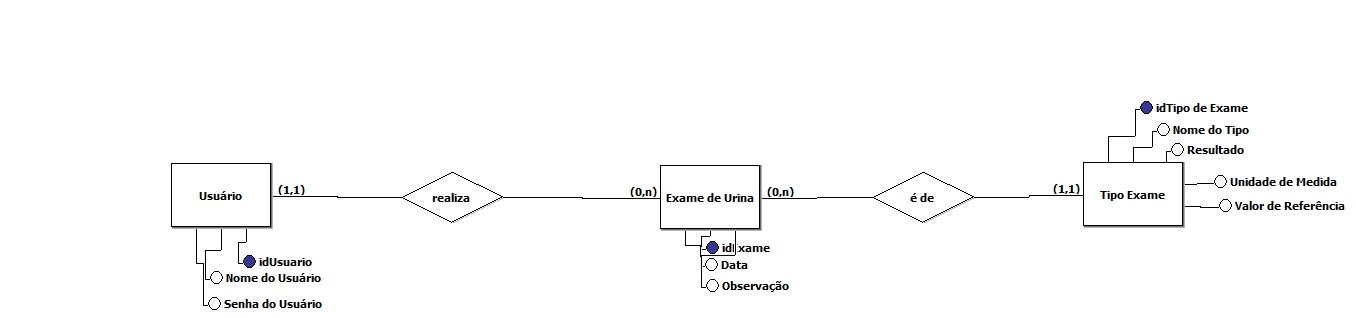 idTipo de Exame
Nome do Tipo
Resultado
Usuário
(1,1)
realiza
(0,n)
Exame de Urina
(0,n)
é de
(1,1)
Tipo Exame
Unidade de Medida
Valor de Referência
idUsuario
Nome do Usuário
Senha do Usuário
idExame
Data
Observação